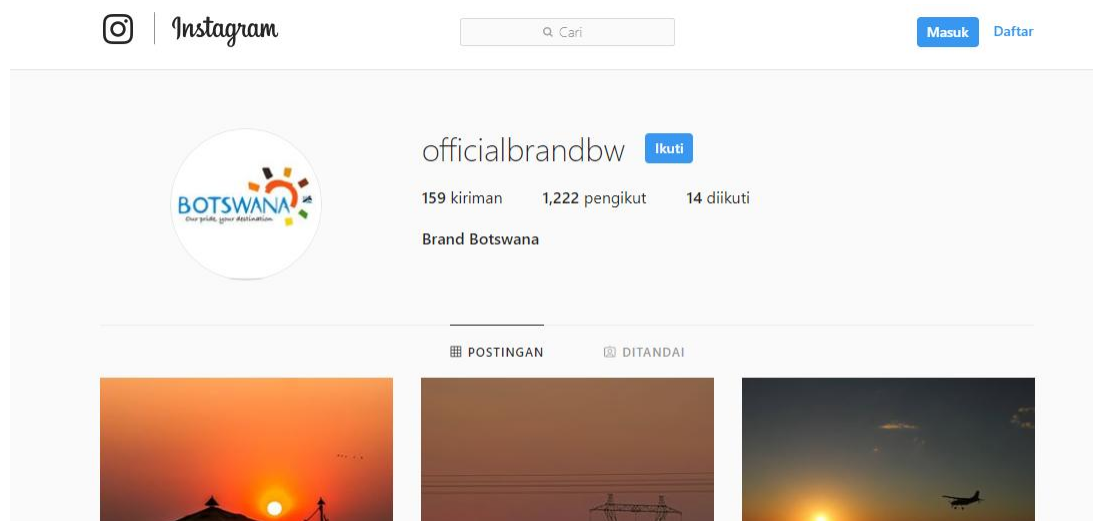 Instagram
Cari
Masuk
Daftar
BOTSWANA
Our pride, your destination
officialbrandbw
Ikuti
159 kiriman 1,222 pengikut 14 diikuti
Brand Botswana
POSTINGAN DITANDAI